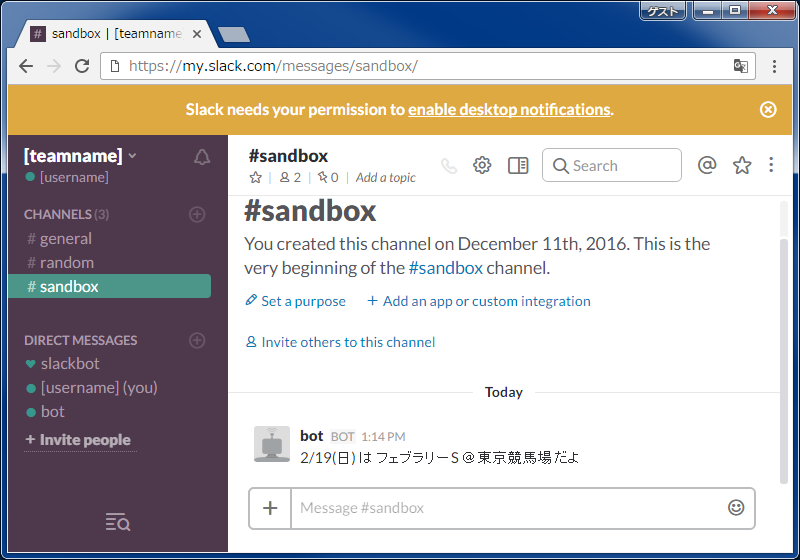 ゲスト
# sandbox | [teamname
https://my.slack.com/messages/sandbox/
Slack needs your permission to enable desktop notifications.
[teamname]
[username]
CHANNELS (3)
# general
# random
# sandbox
DIRECT MESSAGES
slackbot
[username] (you)
bot
+ Invite people
#sandbox
2 | 0 | Add a topic
Search
#sandbox
You created this channel on December 11th, 2016. This is the
very beginning of the #sandbox channel.
Set a purpose + Add an app or custom integration
Invite others to this channel
Today
bot BOT 1:14 PM
2/19(日) は フェブラリーS @ 東京競馬場 だよ
+ Message #sandbox